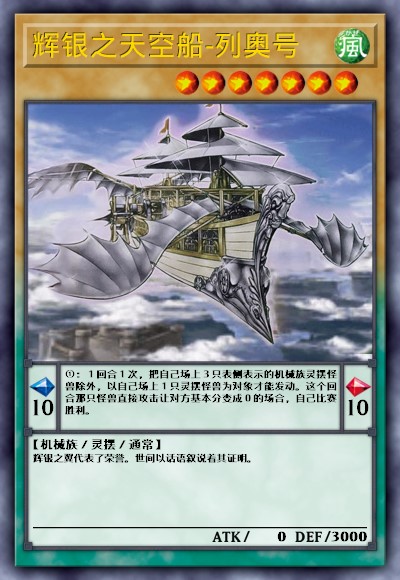 辉银之天空船-列奥号
風
①：１回合１次，把自己场上３只表侧表示的机械族灵摆怪
兽除外，以自己场上１只灵摆怪兽为对象才能发动。这个回
合那只怪兽直接攻击让对方基本分变成０的场合，自己比赛
胜利。
10
10
【机械族／灵摆／通常】
辉银之翼代表了荣誉。世间以话语叙说着其证明。
ATK/ 0 DEF/3000